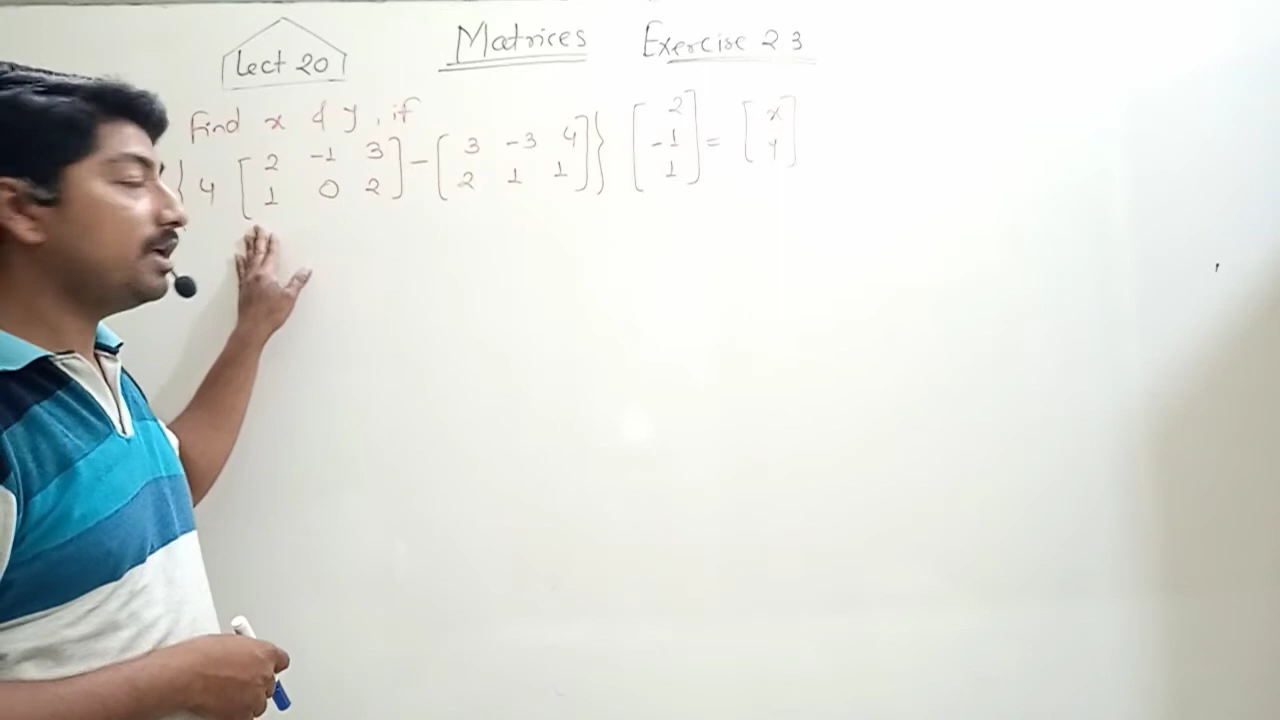 Lect 20 Matrices Exercise 2 3
Find x & y, if
{ 4 [ 2 -1 3 ] - [ 3 -3 4 ] } [ 2 ] = [ x ]
[ 1 0 2 ] [ 2 1 1 ] [ -1 ] [ y ]
[ 1 ]